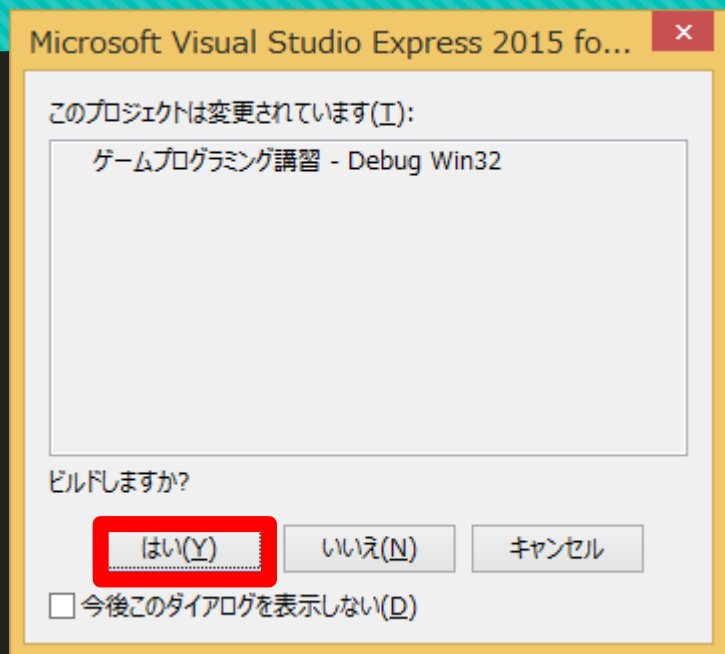 Microsoft Visual Studio Express 2015 fo...
このプロジェクトは変更されています(T):
ゲームプログラミング講習 - Debug Win32
ビルドしますか?
はい(Y) いいえ(N) キャンセル
今後このダイアログを表示しない(D)